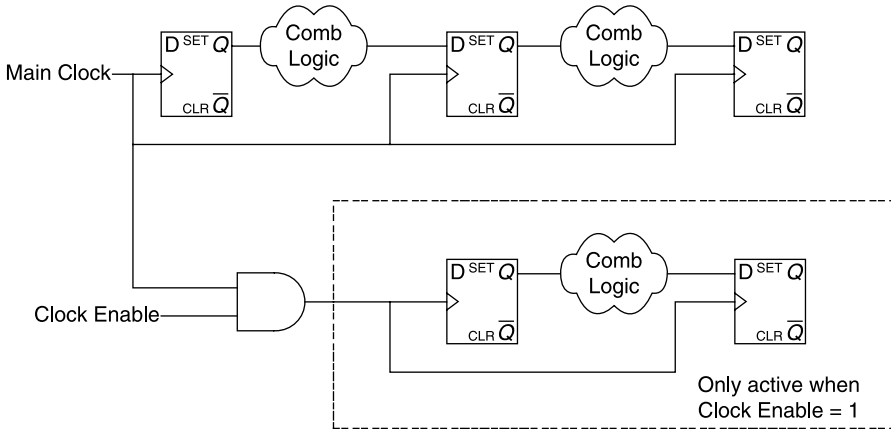 Comb
Logic
Comb
Logic
D SET Q
D SET Q
D SET Q
Main Clock
CLR Q̅
CLR Q̅
CLR Q̅
Comb
Logic
D SET Q
D SET Q
Clock Enable
CLR Q̅
CLR Q̅
Only active when
Clock Enable = 1